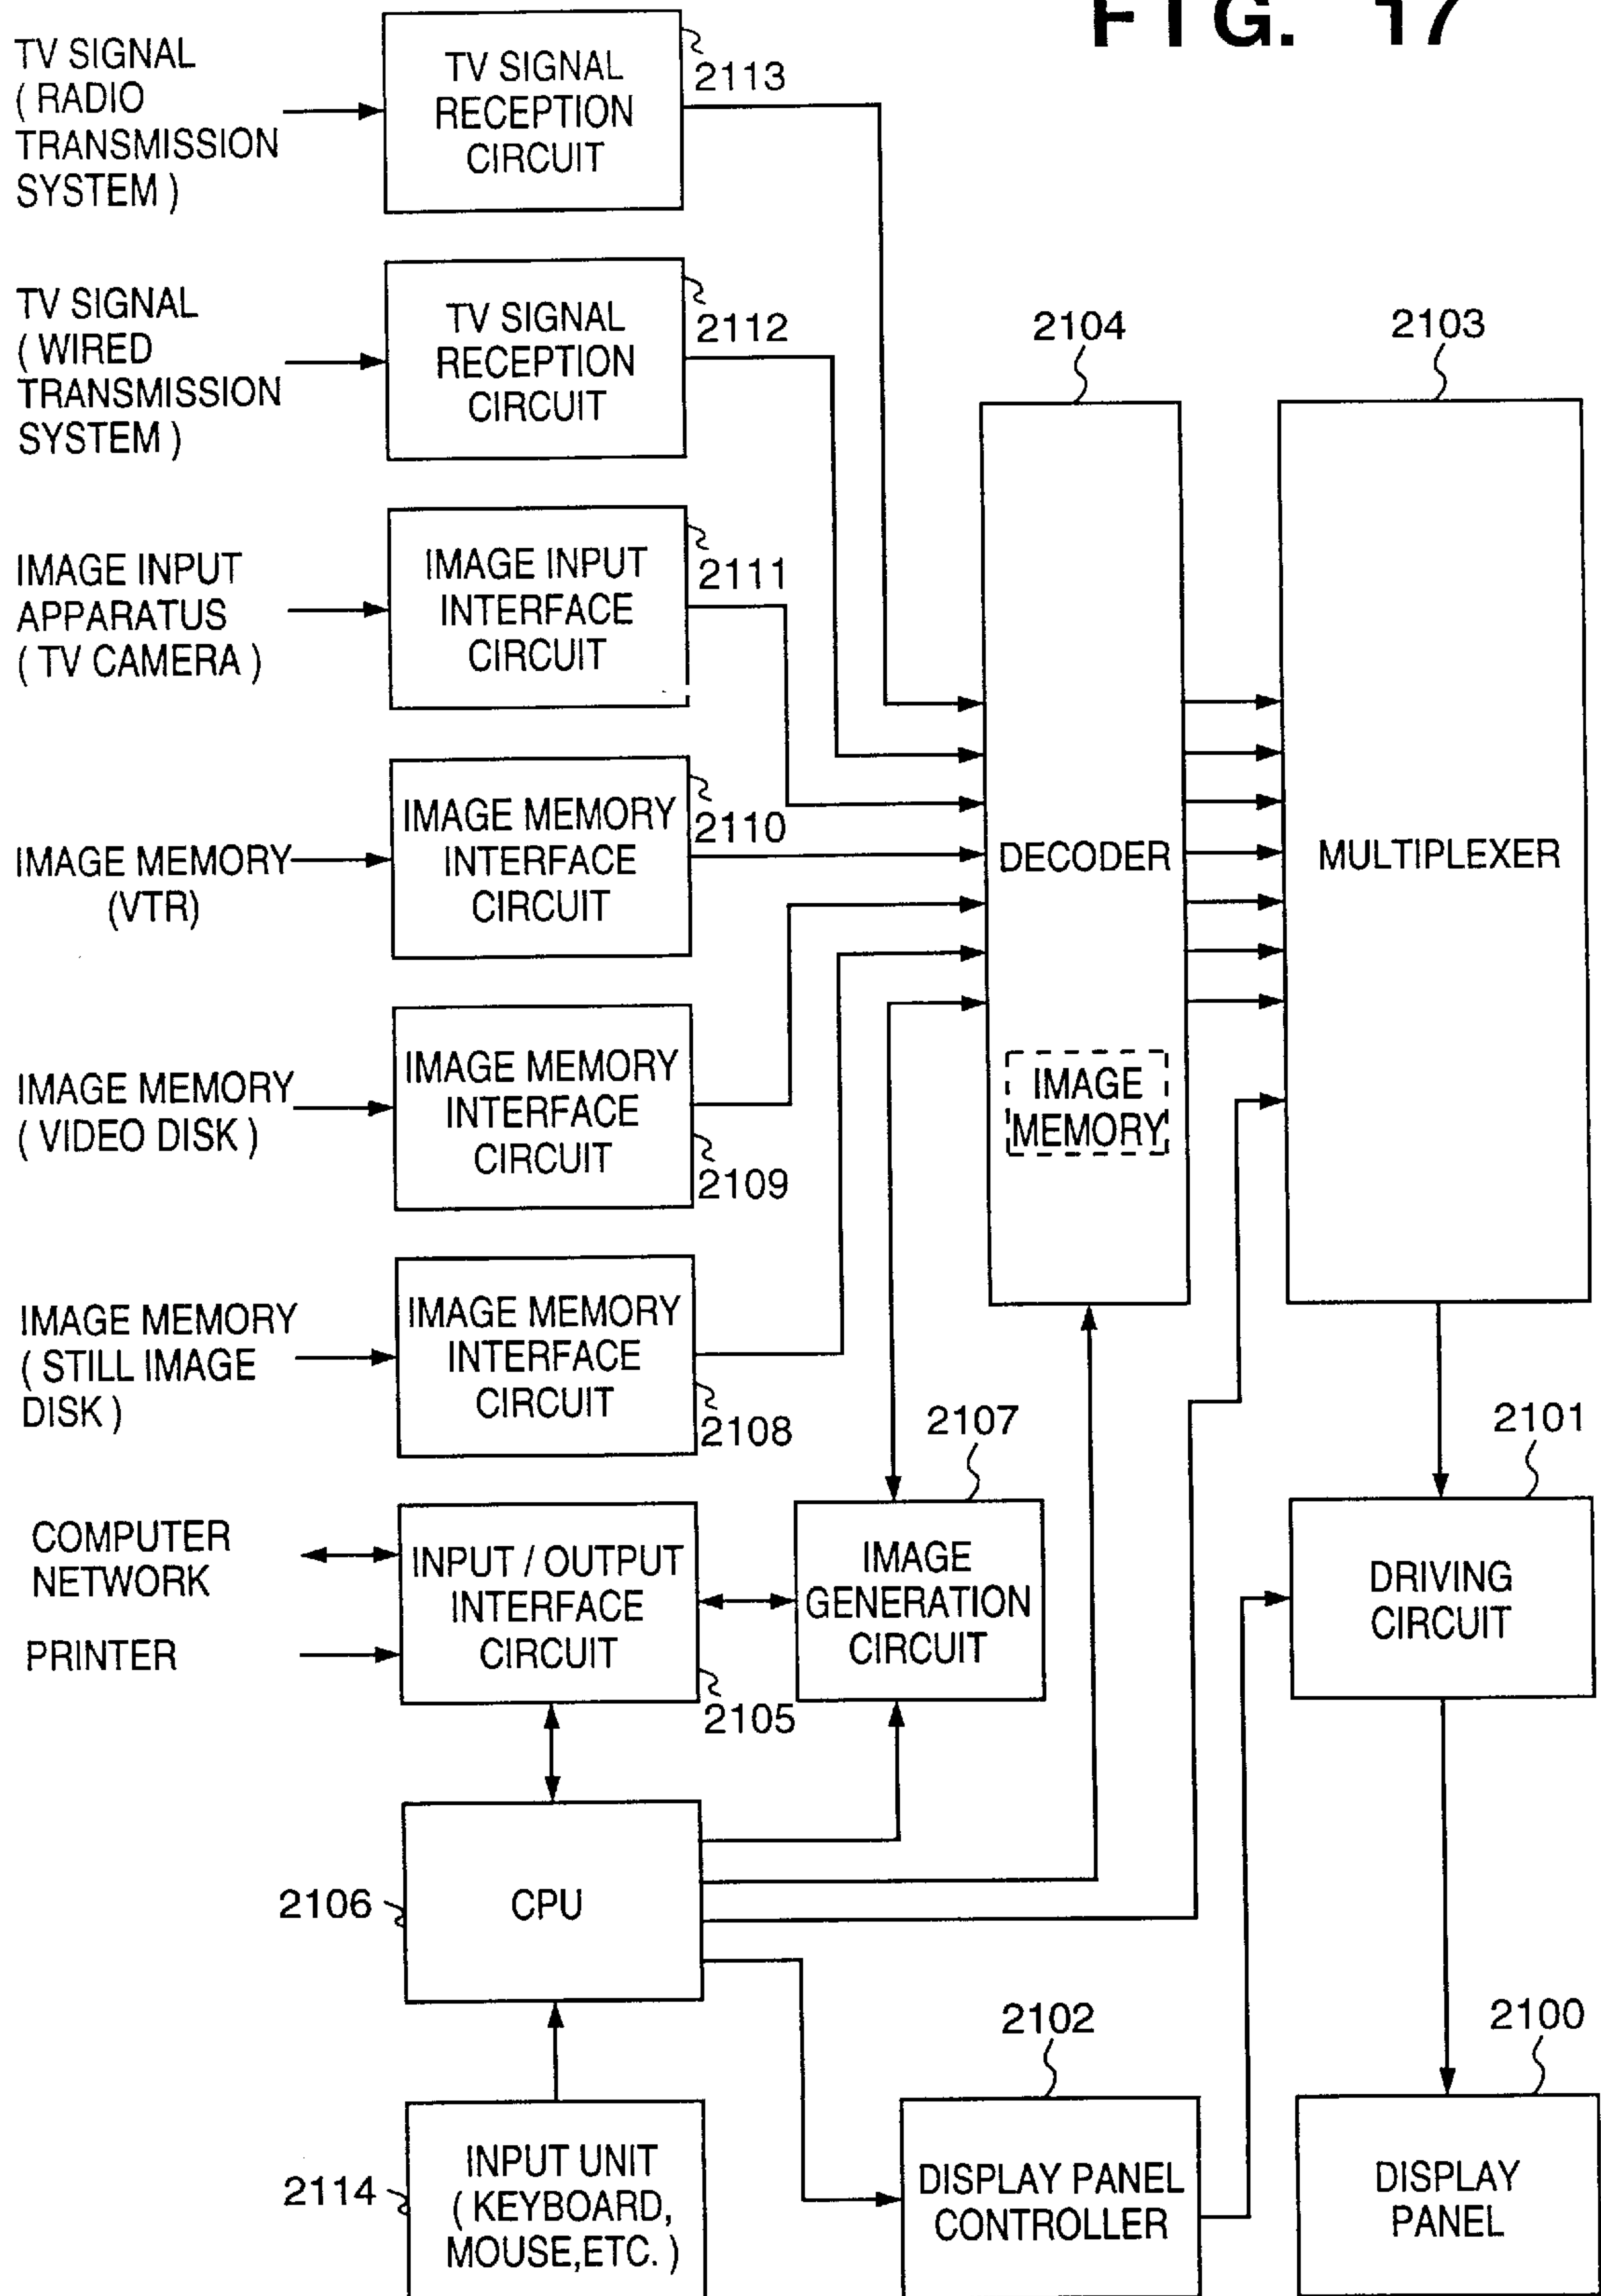 FIG. 17
TV SIGNAL
( RADIO
TRANSMISSION
SYSTEM )
TV SIGNAL
RECEPTION
CIRCUIT
2113
TV SIGNAL
( WIRED
TRANSMISSION
SYSTEM )
TV SIGNAL
RECEPTION
CIRCUIT
2112
2104
2103
IMAGE INPUT
APPARATUS
( TV CAMERA )
IMAGE INPUT
INTERFACE
CIRCUIT
2111
IMAGE MEMORY
(VTR)
IMAGE MEMORY
INTERFACE
CIRCUIT
2110
DECODER
MULTIPLEXER
IMAGE MEMORY
( VIDEO DISK )
IMAGE MEMORY
INTERFACE
CIRCUIT
2109
IMAGE
MEMORY
IMAGE MEMORY
( STILL IMAGE
DISK )
IMAGE MEMORY
INTERFACE
CIRCUIT
2108
2107
2101
COMPUTER
NETWORK
PRINTER
INPUT / OUTPUT
INTERFACE
CIRCUIT
2105
IMAGE
GENERATION
CIRCUIT
DRIVING
CIRCUIT
2106
CPU
2102
2100
2114
INPUT UNIT
( KEYBOARD,
MOUSE,ETC. )
DISPLAY PANEL
CONTROLLER
DISPLAY
PANEL